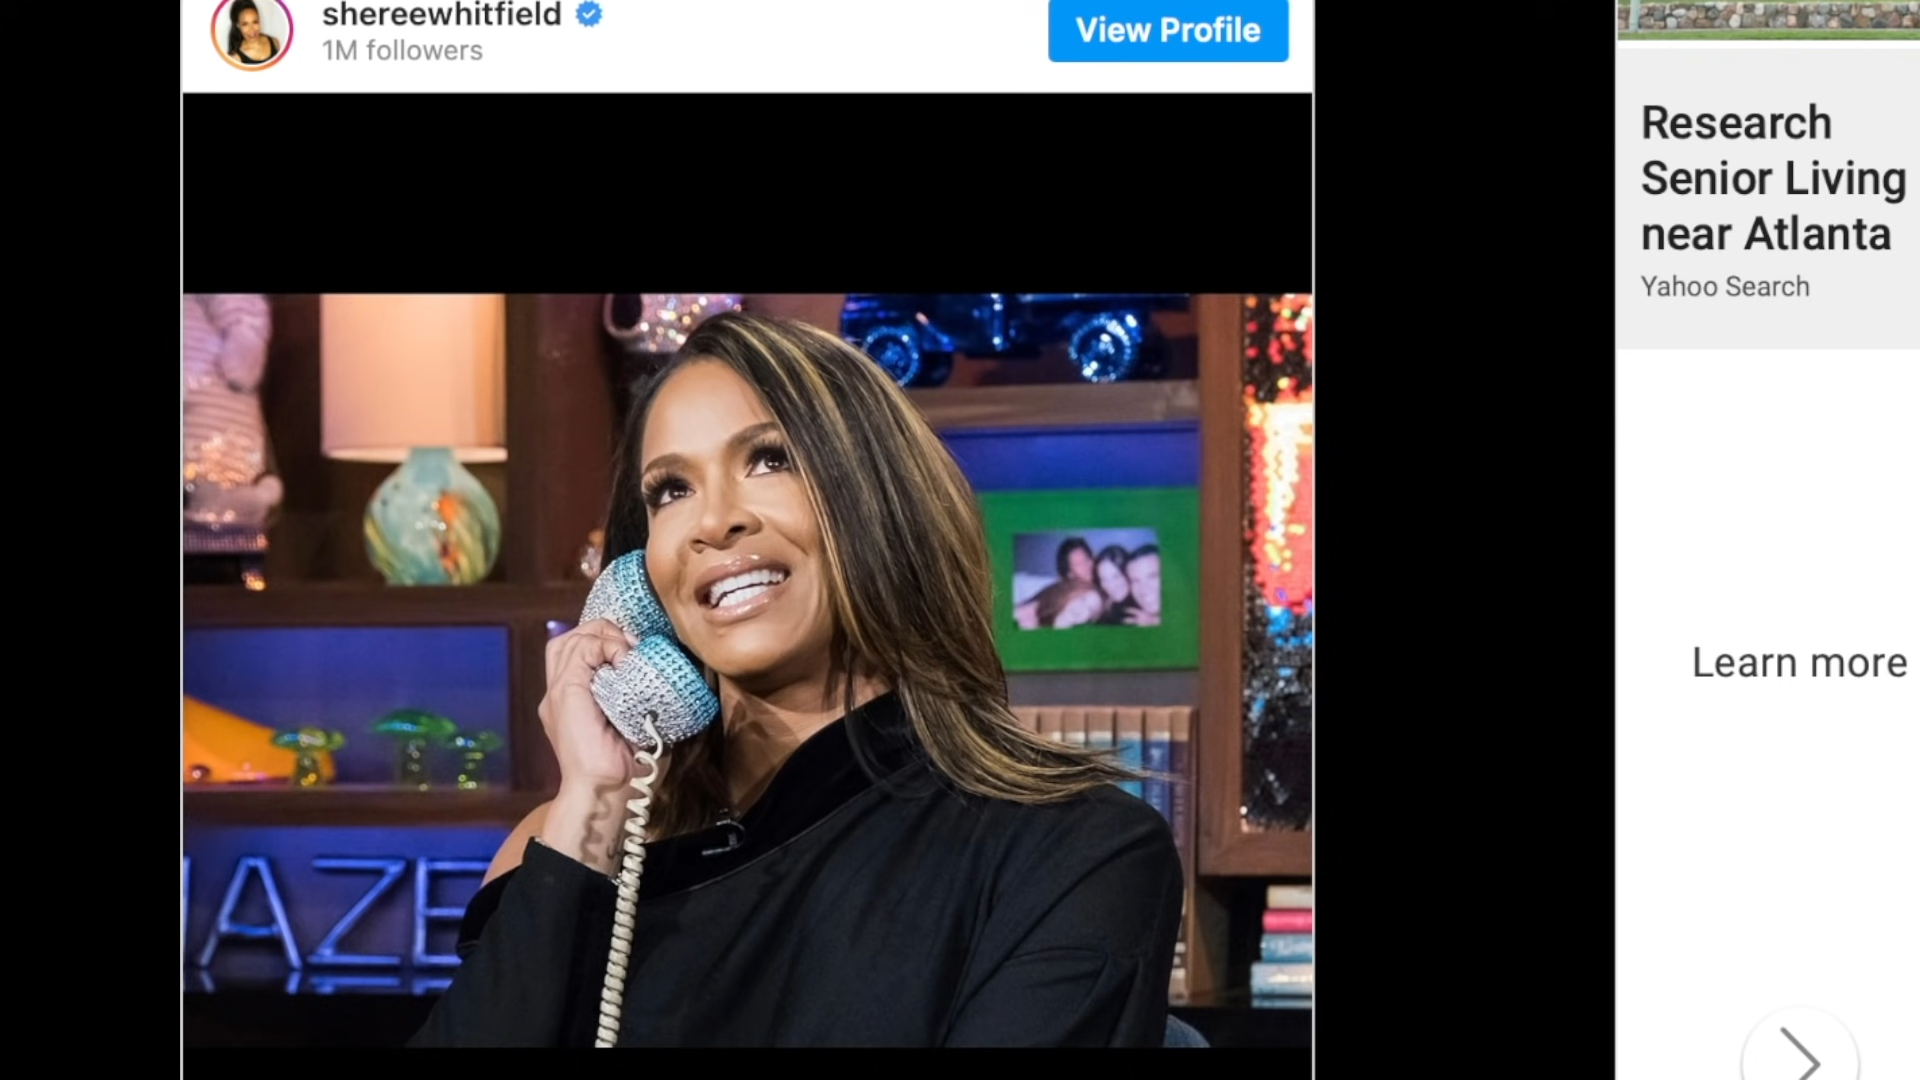 shereewhitfield
1M followers
View Profile
AZE
Research
Senior Living
near Atlanta
Yahoo Search
Learn more